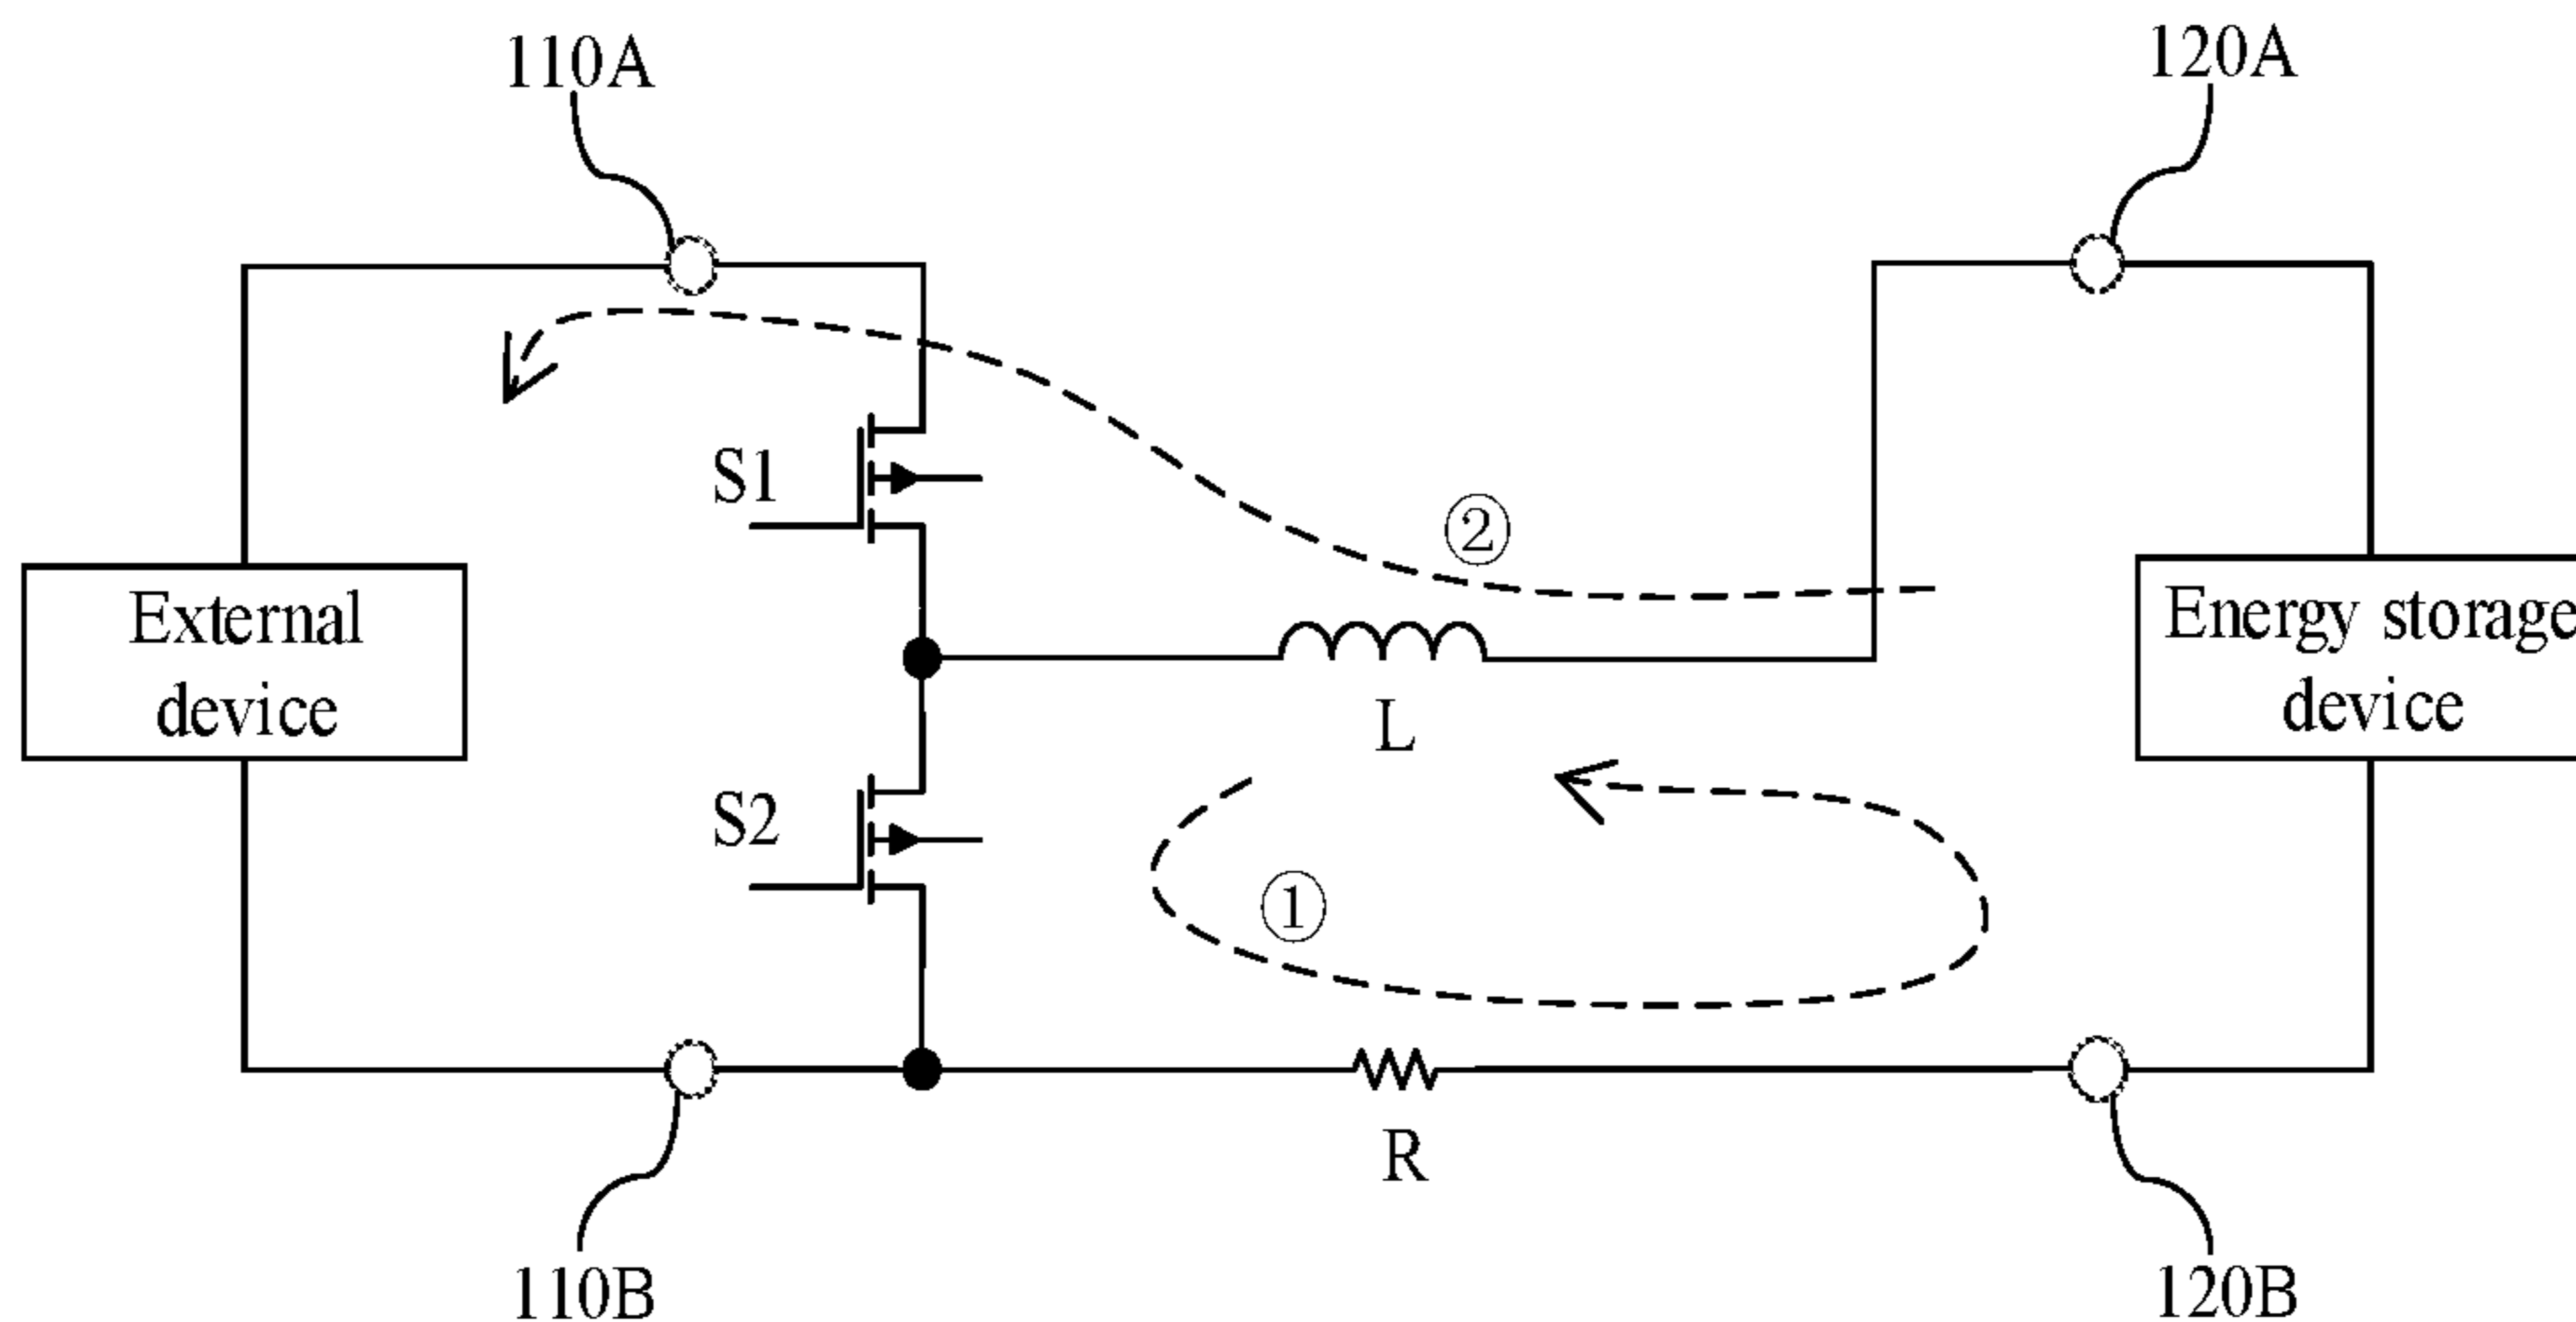 110A
120A
S1
②
External
device
Energy storage
device
L
S2
①
R
110B
120B